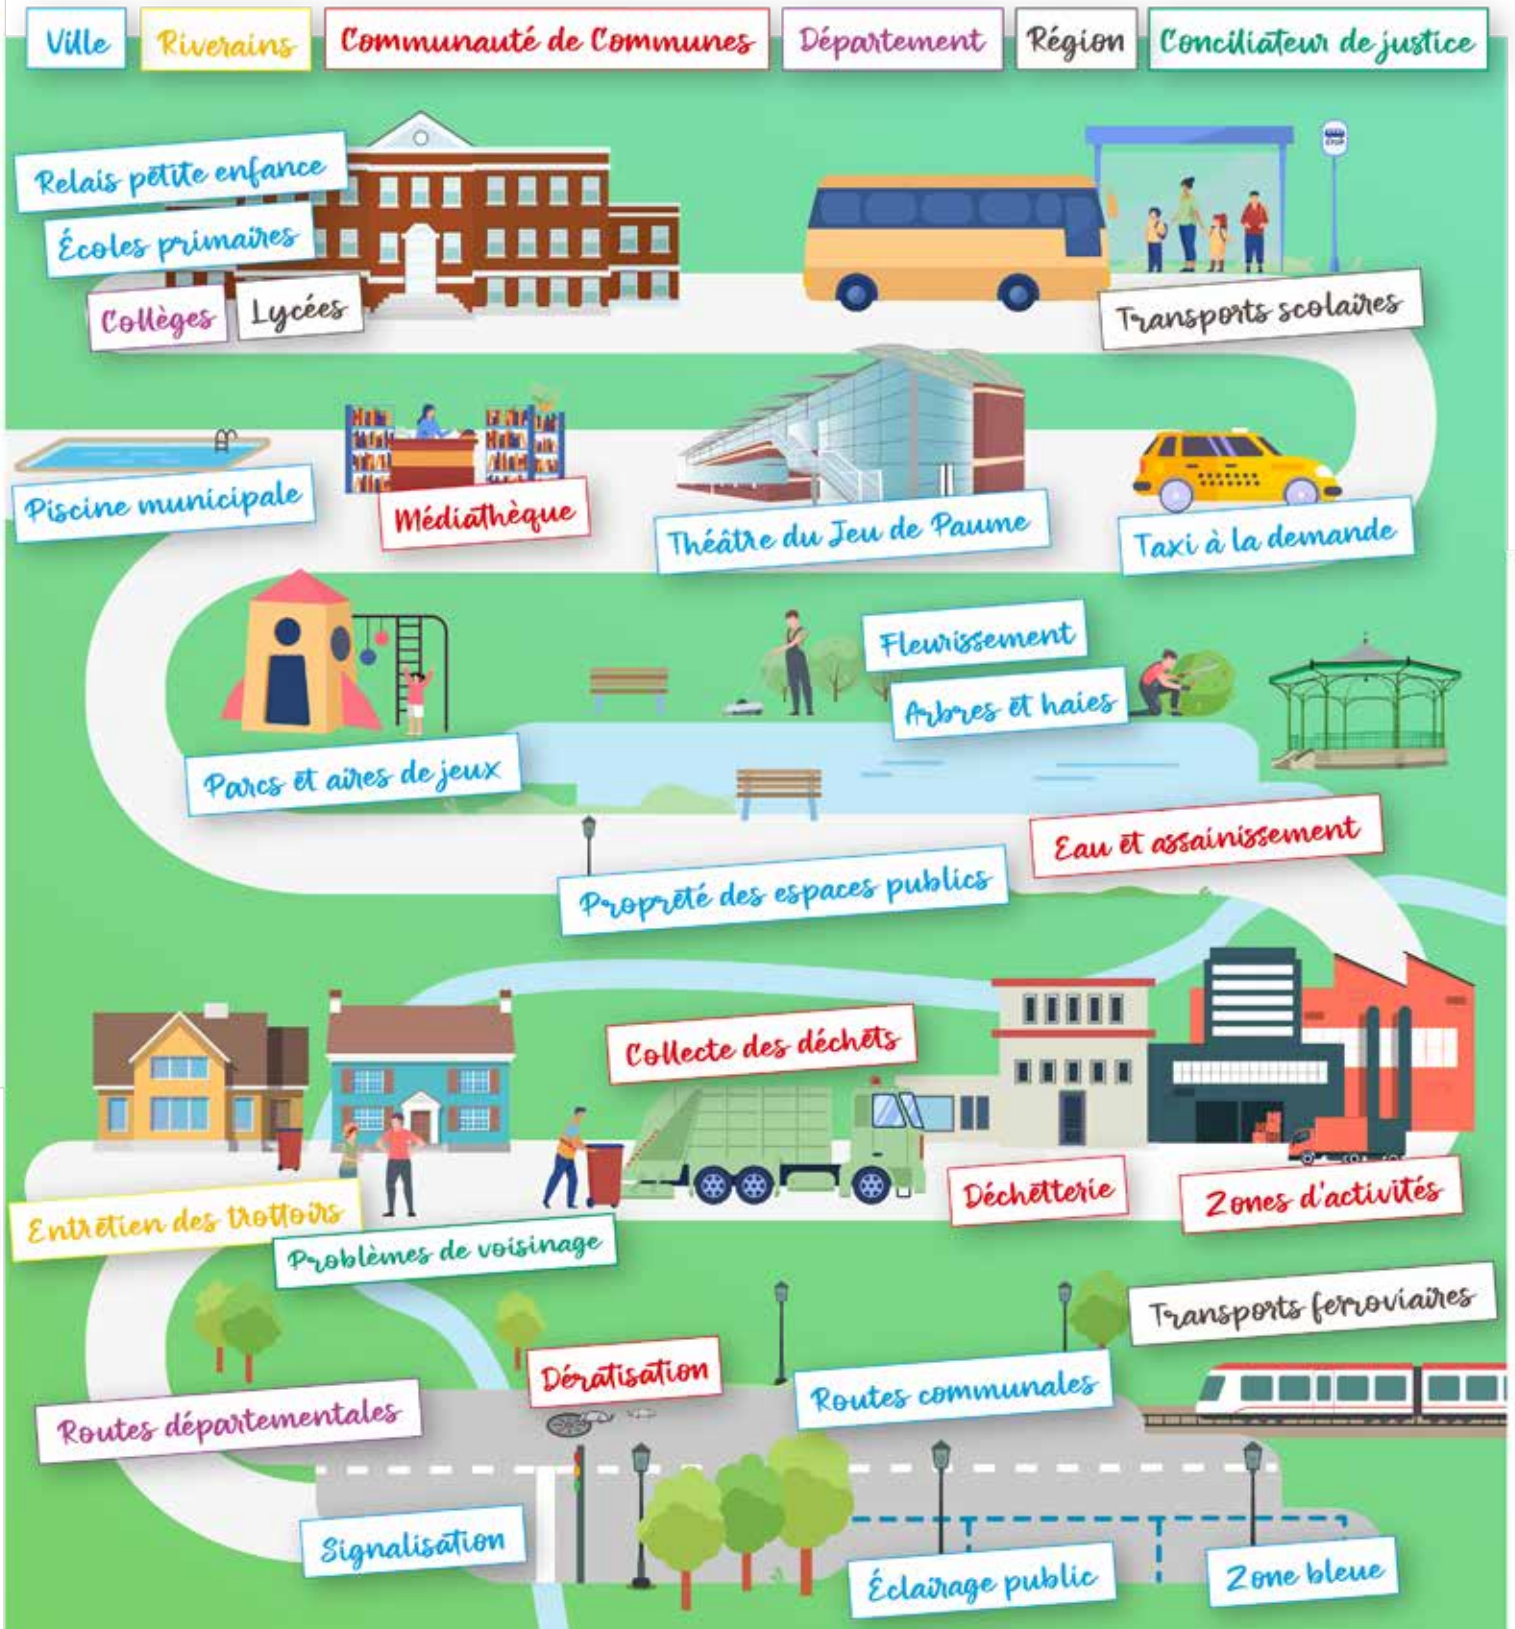 Ville
Riverains
Communauté de Communes
Département
Région
Conciliateur de justice
Relais petite enfance
Écoles primaires
Collèges
Lycées
STOP
Transports scolaires
Piscine municipale
Médiathèque
Théâtre du Jeu de Paume
Taxi à la demande
Fleurissement
Arbres et haies
Parcs et aires de jeux
Eau et assainissement
Propreté des espaces publics
Collecte des déchets
Déchetterie
Zones d'activités
Entretien des trottoirs
Problèmes de voisinage
Transports ferroviaires
Dératisation
Routes communales
Routes départementales
Signalisation
Éclairage public
Zone bleue